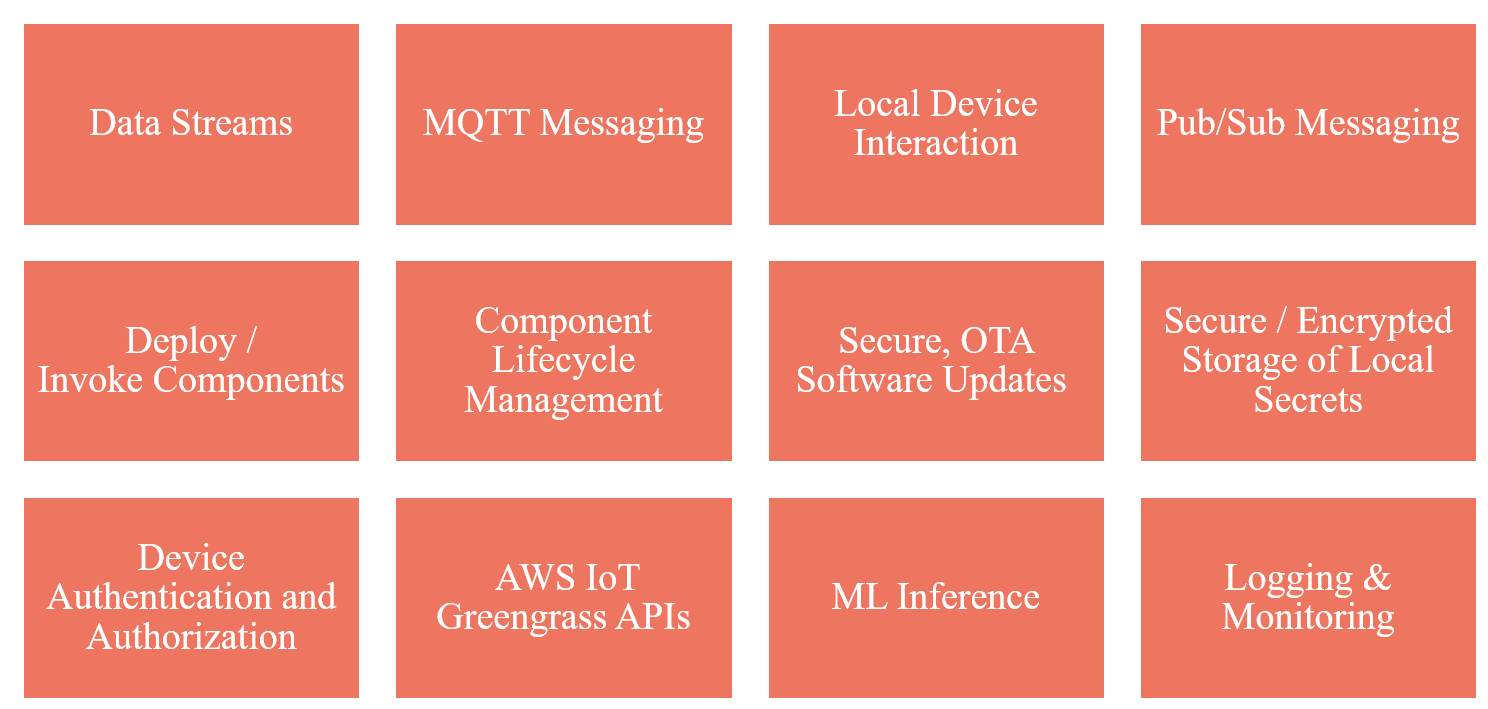 Data Streams
MQTT Messaging
Local Device
Interaction
Pub/Sub Messaging
Deploy /
Invoke Components
Component
Lifecycle
Management
Secure, OTA
Software Updates
Secure / Encrypted
Storage of Local
Secrets
Device
Authentication and
Authorization
AWS IoT
Greengrass APIs
ML Inference
Logging &
Monitoring